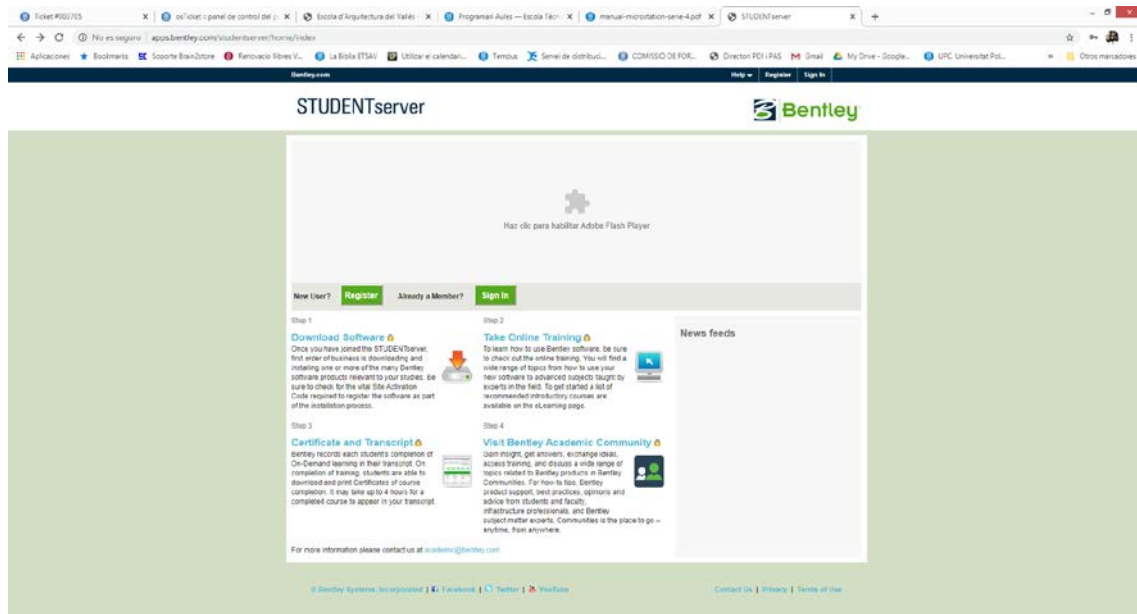 Ticket #003705
osTicket :: panel de control del p
Escola d'Arquitectura del Vallès -
Programari Aules — Escola Tècn
manual-microstation-serie-4.pdf
STUDENTserver
No es seguro | apps.bentley.com/studentserver/home/index
Aplicaciones
Bookmarks
Soporte Brain2store
Renovacio llibres V...
La Biblia ETSAV
Utilizar el calendari...
Temous
Servei de distribuci...
COMISSIÓ DE FOR...
Directori PDI i PAS
Gmail
My Drive - Google...
UPC Universitat Pol...
»
Otros marcadores
Bentley.com
Help
Register
Sign In
STUDENTserver
Bentley
Haz clic para habilitar Adobe Flash Player
New User? Register Already a Member? Sign In
Step 1
Download Software
Once you have joined the STUDENTserver,
first order of business is downloading and
installing one or more of the many Bentley
software products relevant to your studies. Be
sure to check for the vital Site Activation
Code required to register the software as part
of the installation process.
Step 2
Take Online Training
To learn how to use Bentley software, be sure
to check out the online training. You will find a
wide range of topics from how to use your
new software to advanced subjects taught by
experts in the field. To get started a list of
recommended introductory courses are
available on the eLearning page.
News feeds
Step 3
Certificate and Transcript
Bentley records each student's completion of
On-Demand learning in their transcript. On
completion of training, students are able to
download and print Certificates of course
completion. It may take up to 4 hours for a
completed course to appear in your transcript.
Step 4
Visit Bentley Academic Community
Gain insight, get answers, exchange ideas,
access training, and discuss a wide range of
topics related to Bentley products in Bentley
Communities. For how-to tips, Bentley
product support, best practices, opinions and
advice from students and faculty,
infrastructure professionals, and Bentley
subject matter experts, Communities is the place to go –
anytime, from anywhere.
For more information please contact us at academic@bentley.com
© Bentley Systems, Incorporated | Facebook | Twitter | YouTube
Contact Us | Privacy | Terms of Use